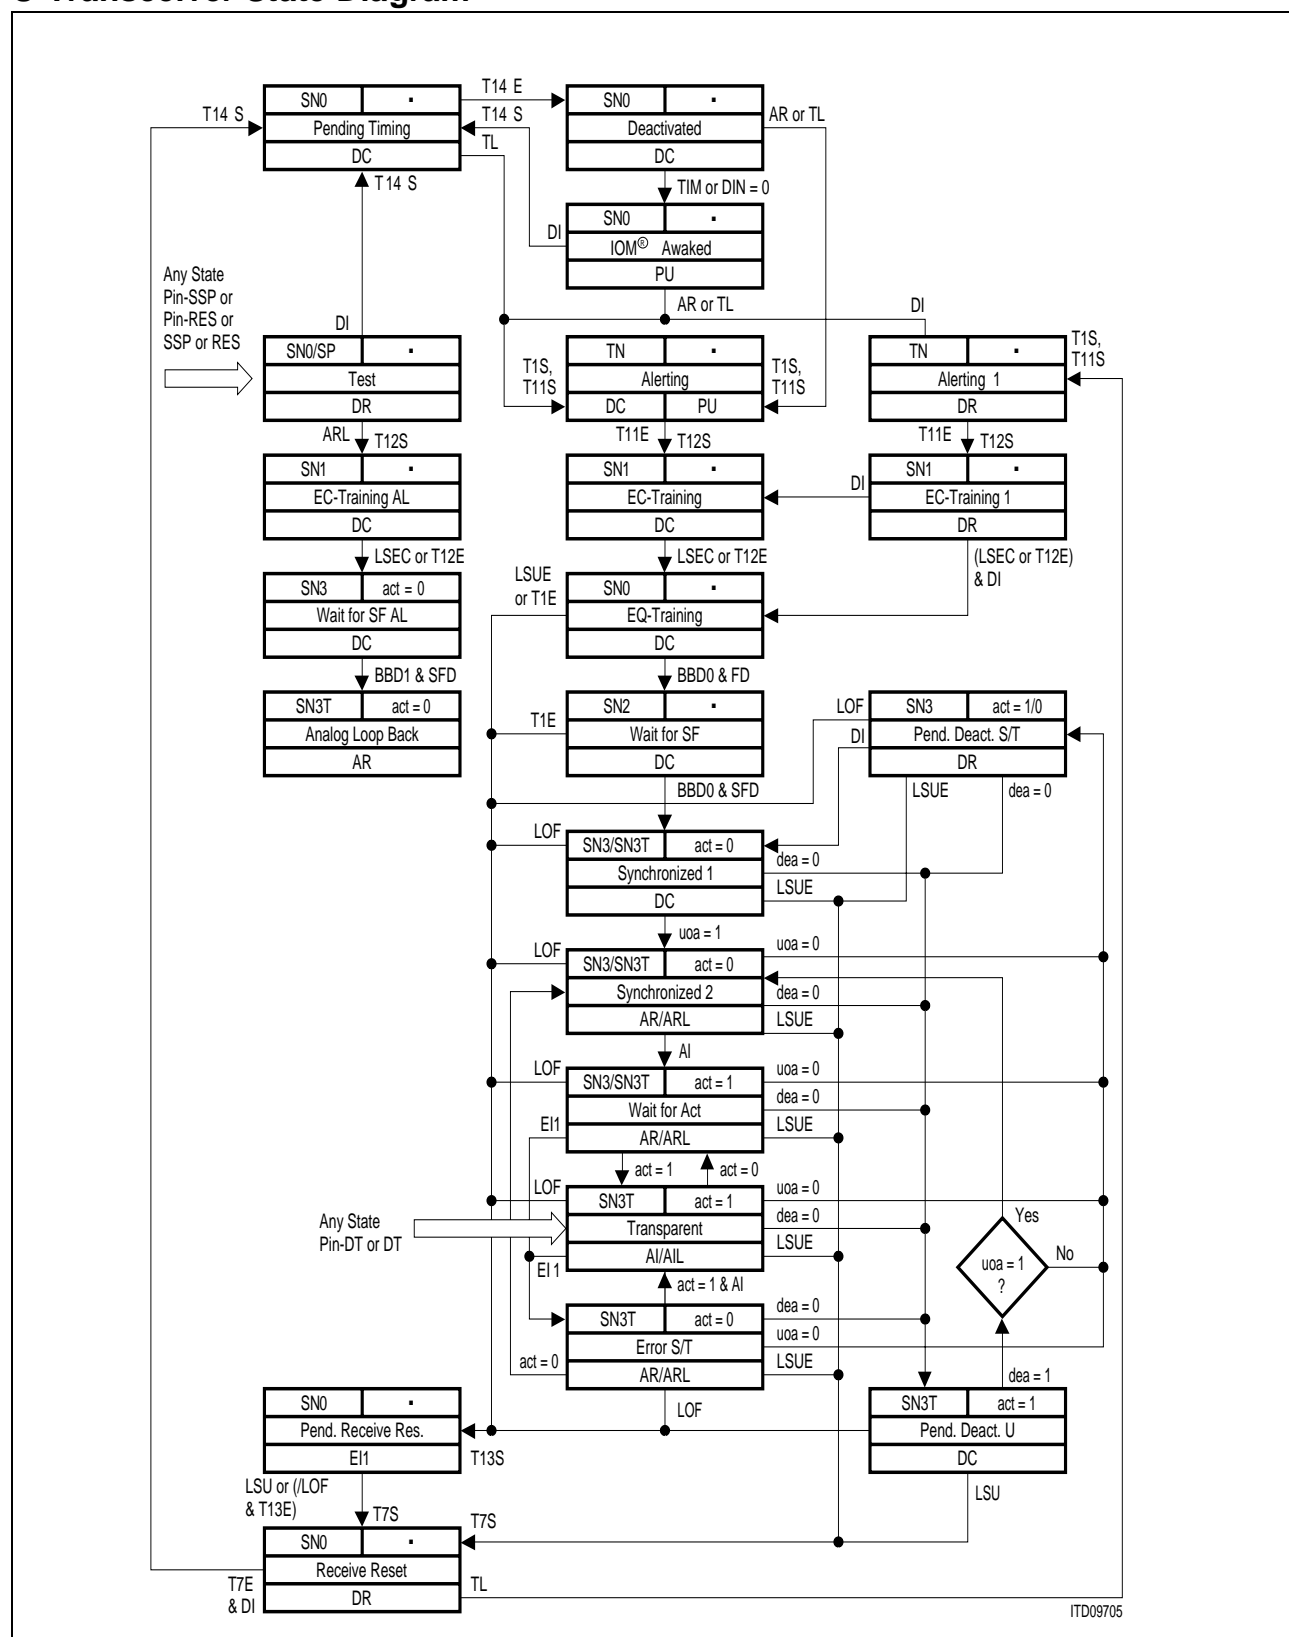 T14 E
SN0 .
SN0 .
T14 S
T14 S
AR or TL
Pending Timing
Deactivated
TL
DC
DC
T14 S
TIM or DIN = 0
SN0 .
DI
IOM® Awaked
PU
Any State
Pin-SSP or
Pin-RES or
SSP or RES
AR or TL
DI
DI
SN0/SP .
Test
DR
T1S,
T11S
TN .
Alerting
DC PU
T1S,
T11S
TN .
Alerting 1
DR
T1S,
T11S
ARL T12S
T11E T12S
T11E T12S
SN1 .
EC-Training AL
DC
SN1 .
EC-Training
DC
DI
SN1 .
EC-Training 1
DR
LSEC or T12E
LSEC or T12E
(LSEC or T12E)
& DI
LSUE
or T1E
SN3 act = 0
Wait for SF AL
DC
SN0 .
EQ-Training
DC
BBD1 & SFD
BBD0 & FD
SN3T act = 0
Analog Loop Back
AR
T1E
SN2 .
Wait for SF
DC
LOF
DI
SN3 act = 1/0
Pend. Deact. S/T
DR
BBD0 & SFD
LSUE
dea = 0
LOF
SN3/SN3T act = 0
Synchronized 1
DC
dea = 0
LSUE
uoa = 1
LOF
SN3/SN3T act = 0
Synchronized 2
AR/ARL
uoa = 0
dea = 0
LSUE
AI
LOF
SN3/SN3T act = 1
Wait for Act
AR/ARL
uoa = 0
dea = 0
LSUE
EI1
act = 1
act = 0
LOF
SN3T act = 1
Transparent
AI/AIL
uoa = 0
dea = 0
LSUE
Any State
Pin-DT or DT
EI 1
act = 1 & AI
Yes
No
uoa = 1
?
SN3T act = 0
Error S/T
AR/ARL
dea = 0
uoa = 0
LSUE
act = 0
LOF
dea = 1
SN3T act = 1
Pend. Deact. U
DC
LSU
SN0 .
Pend. Receive Res.
EI1
T13S
LSU or (/LOF
& T13E)
T7S
T7S
SN0 .
Receive Reset
DR
T7E
& DI
TL
ITD09705